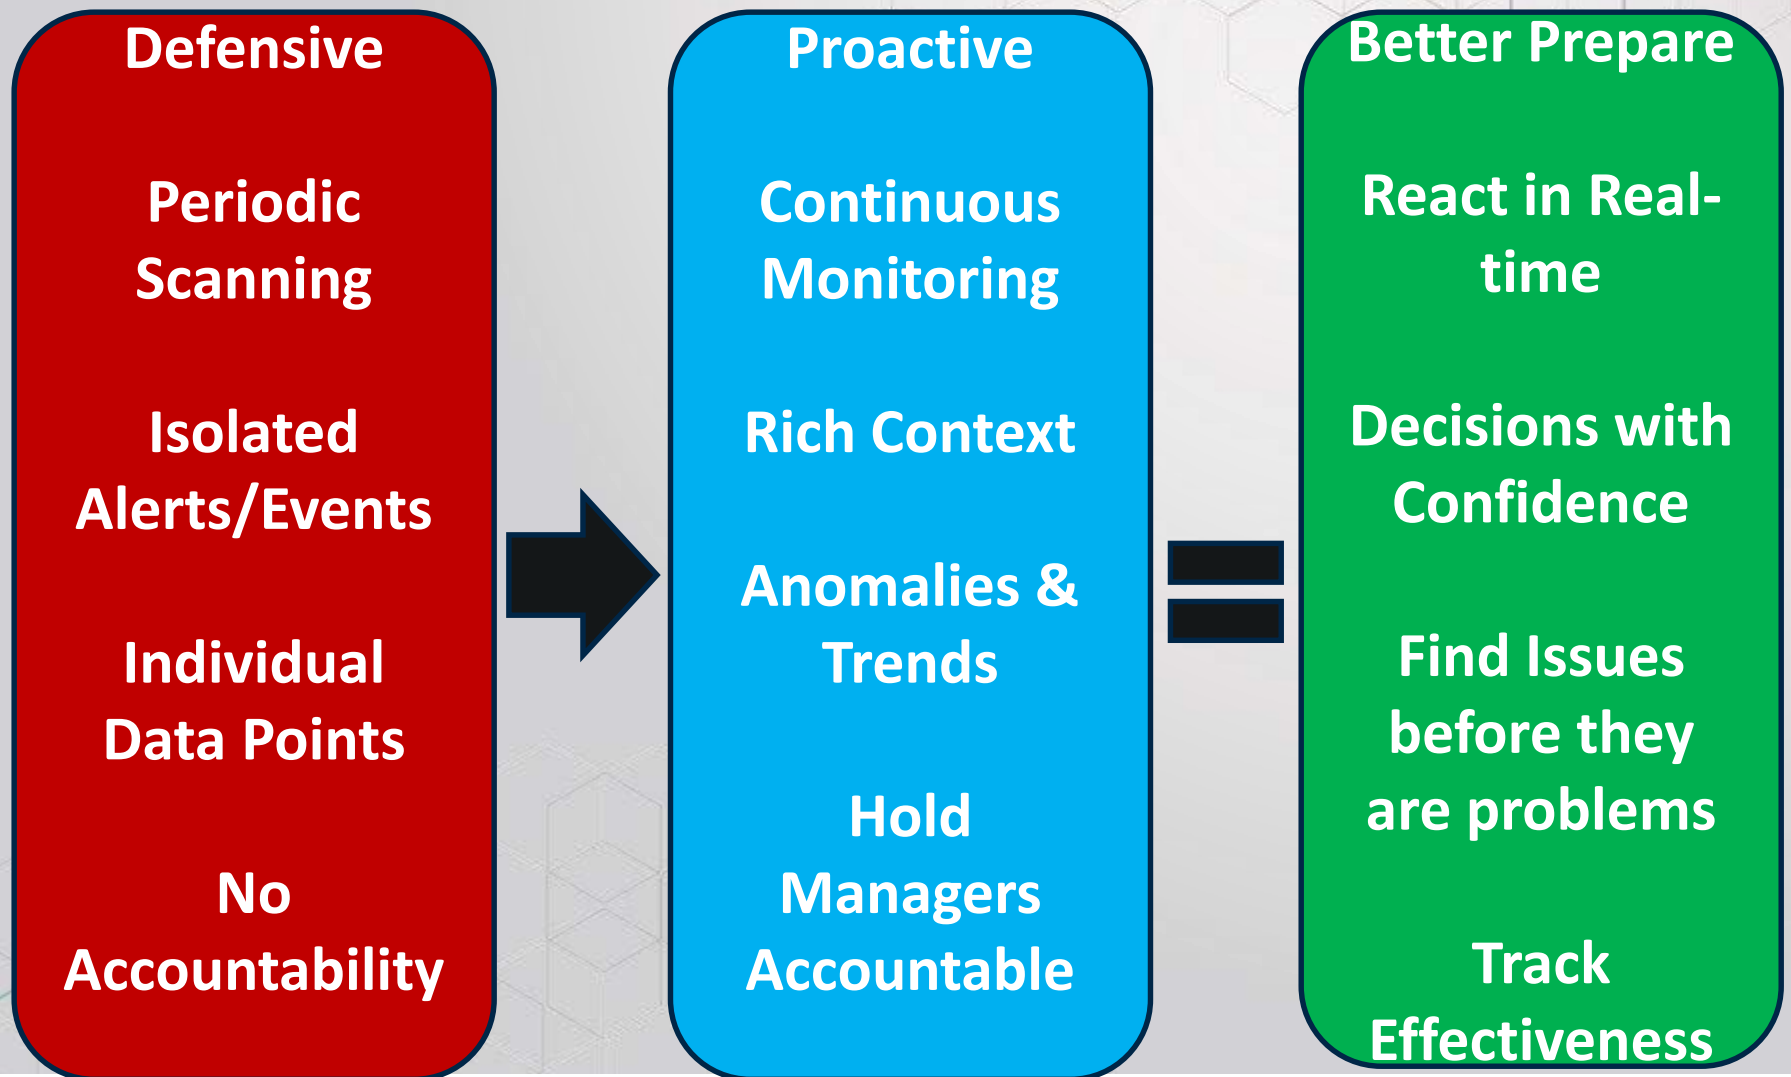 Defensive
Periodic
Scanning
Isolated
Alerts/Events
Individual
Data Points
No
Accountability
Proactive
Continuous
Monitoring
Rich Context
Anomalies &
Trends
Hold
Managers
Accountable
Better Prepare
React in Real-
time
Decisions with
Confidence
Find Issues
before they
are problems
Track
Effectiveness